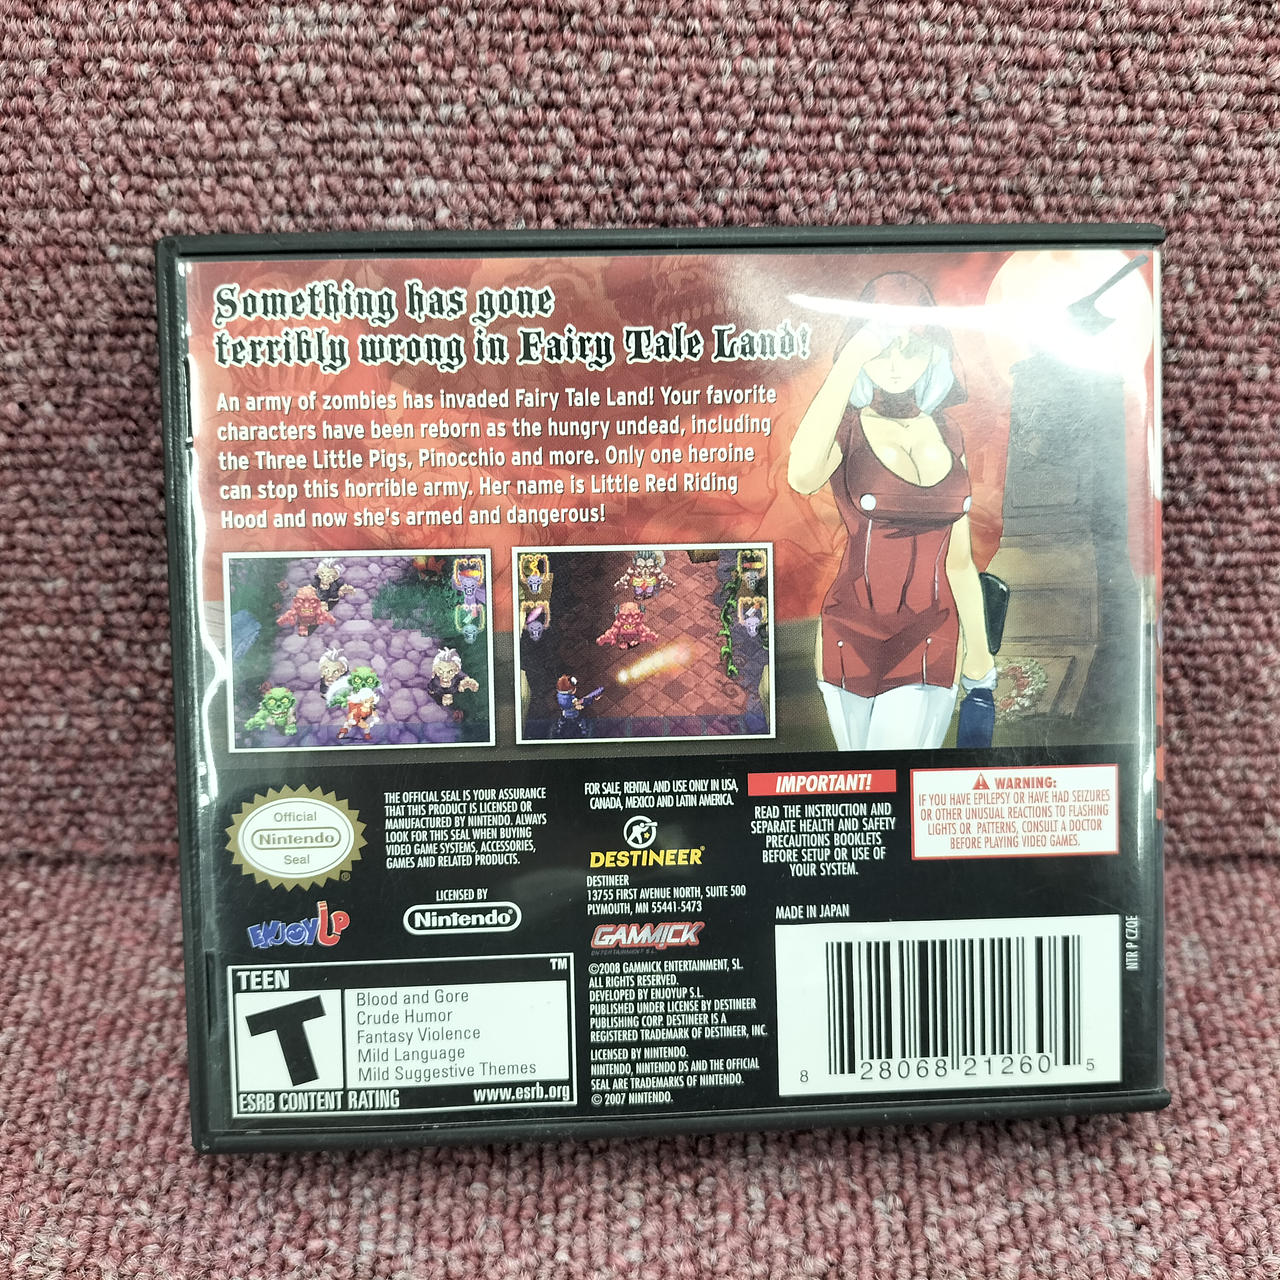 Something has gone
terribly wrong in Fairy Tale Land!
An army of zombies has invaded Fairy Tale Land! Your favorite
characters have been reborn as the hungry undead, including
the Three Little Pigs, Pinocchio and more. Only one heroine
can stop this horrible army. Her name is Little Red Riding
Hood and now she's armed and dangerous!
Official
Nintendo
Seal
®
THE OFFICIAL SEAL IS YOUR ASSURANCE
THAT THIS PRODUCT IS LICENSED OR
MANUFACTURED BY NINTENDO. ALWAYS
LOOK FOR THIS SEAL WHEN BUYING
VIDEO GAME SYSTEMS, ACCESSORIES,
GAMES AND RELATED PRODUCTS.
LICENSED BY
Nintendo®
ENJOYUP
TEEN
TM
T
Blood and Gore
Crude Humor
Fantasy Violence
Mild Language
Mild Suggestive Themes
ESRB CONTENT RATING
www.esrb.org
FOR SALE, RENTAL AND USE ONLY IN USA,
CANADA, MEXICO AND LATIN AMERICA.
DESTINEER®
DESTINEER
13755 FIRST AVENUE NORTH, SUITE 500
PLYMOUTH, MN 55441-5473
GAMMICK
ENTERTAINMENT S.L.
©2008 GAMMICK ENTERTAINMENT, SL.
ALL RIGHTS RESERVED.
DEVELOPED BY ENJOYUP S.L.
PUBLISHED UNDER LICENSE BY DESTINEER
PUBLISHING CORP. DESTINEER IS A
REGISTERED TRADEMARK OF DESTINEER, INC.
LICENSED BY NINTENDO.
NINTENDO, NINTENDO DS AND THE OFFICIAL
SEAL ARE TRADEMARKS OF NINTENDO.
© 2007 NINTENDO.
IMPORTANT!
READ THE INSTRUCTION AND
SEPARATE HEALTH AND SAFETY
PRECAUTIONS BOOKLETS
BEFORE SETUP OR USE OF
YOUR SYSTEM.
WARNING:
IF YOU HAVE EPILEPSY OR HAVE HAD SEIZURES
OR OTHER UNUSUAL REACTIONS TO FLASHING
LIGHTS OR PATTERNS, CONSULT A DOCTOR
BEFORE PLAYING VIDEO GAMES.
MADE IN JAPAN
8 28068 21260 5
NTR P CZOE